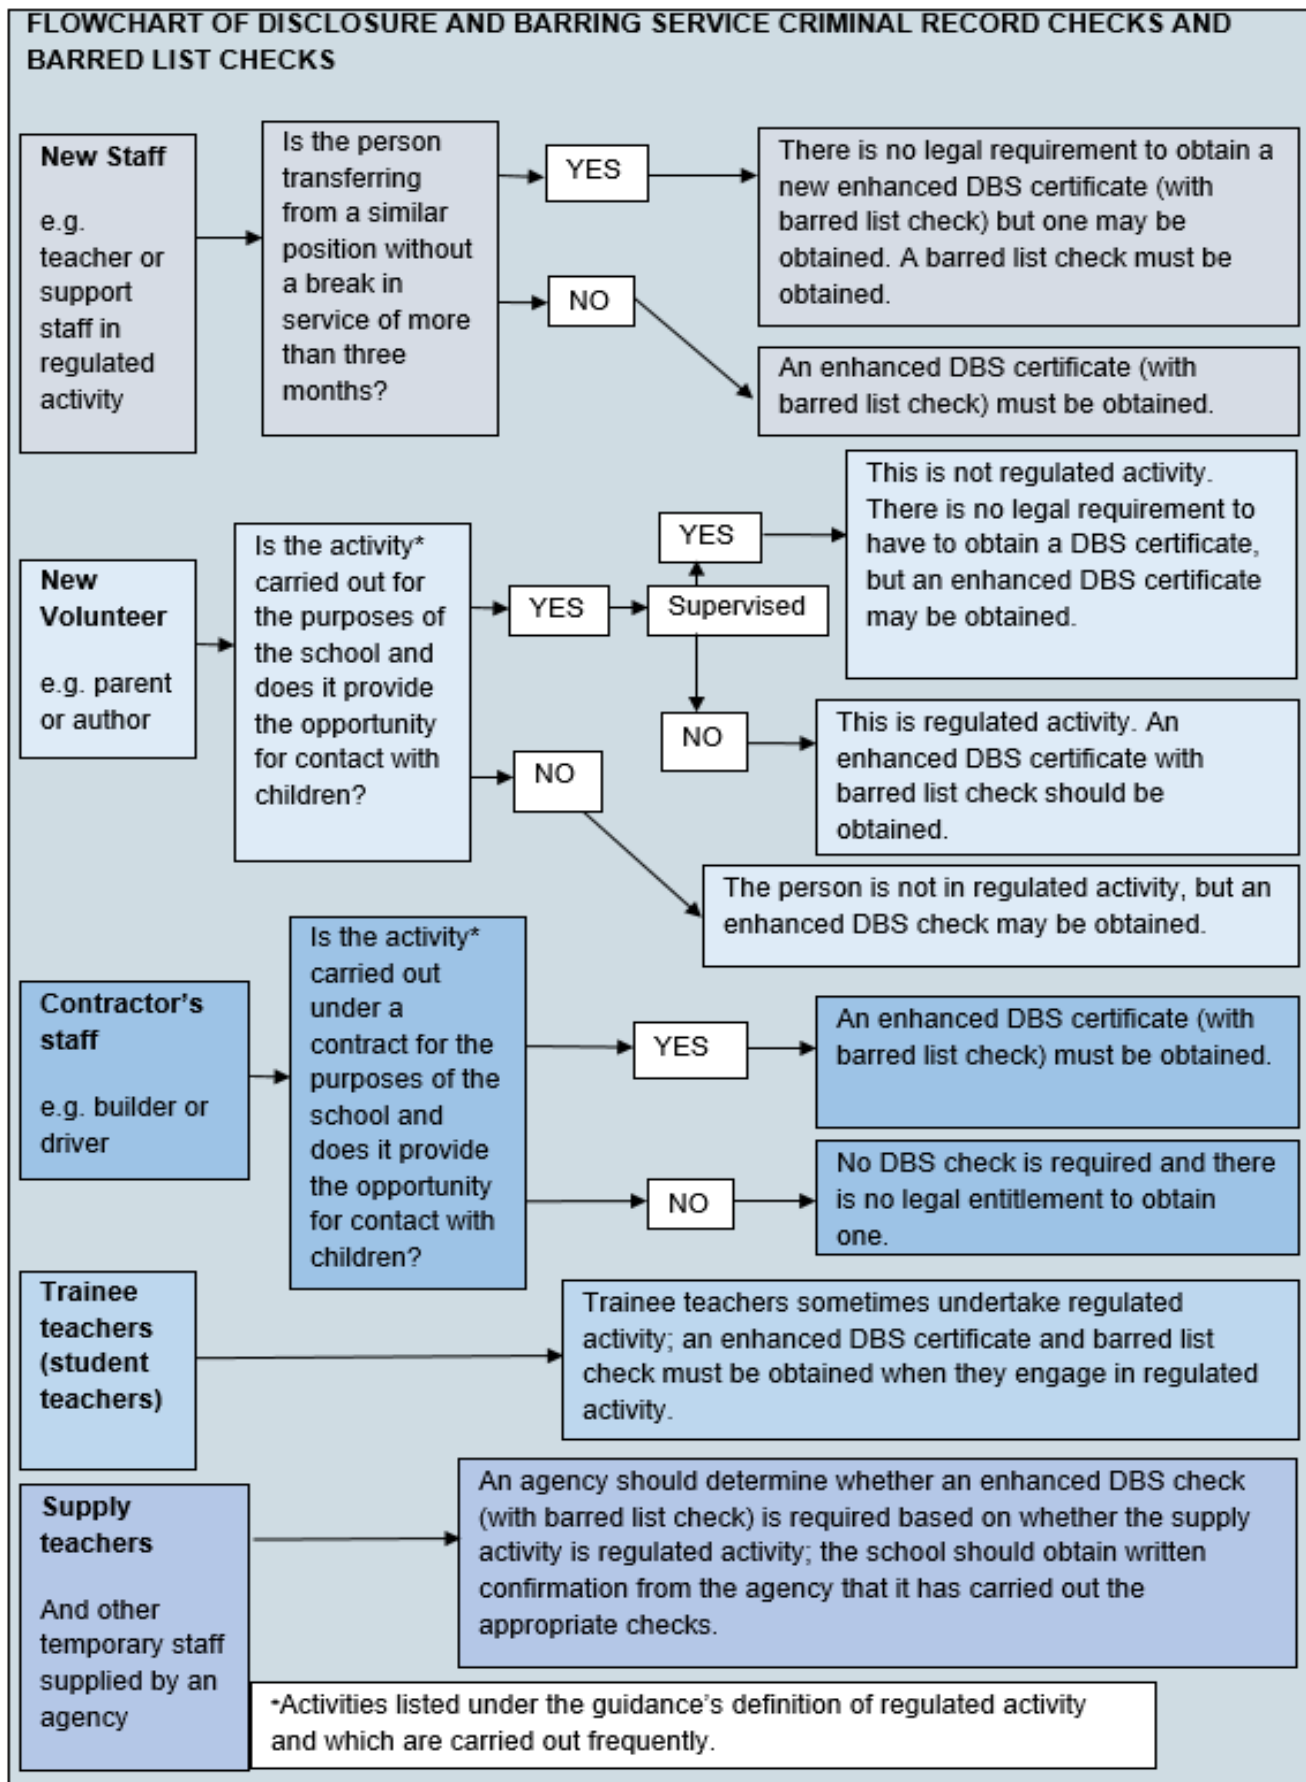 FLOWCHART OF DISCLOSURE AND BARRING SERVICE CRIMINAL RECORD CHECKS AND
BARRED LIST CHECKS
New Staff
e.g.
teacher or
support
staff in
regulated
activity
Is the person
transferring
from a similar
position without
a break in
service of more
than three
months?
YES
There is no legal requirement to obtain a
new enhanced DBS certificate (with
barred list check) but one may be
obtained. A barred list check must be
obtained.
NO
An enhanced DBS certificate (with
barred list check) must be obtained.
New
Volunteer
e.g. parent
or author
Is the activity*
carried out for
the purposes of
the school and
does it provide
the opportunity
for contact with
children?
YES
Supervised
YES
This is not regulated activity.
There is no legal requirement to
have to obtain a DBS certificate,
but an enhanced DBS certificate
may be obtained.
NO
This is regulated activity. An
enhanced DBS certificate with
barred list check should be
obtained.
NO
The person is not in regulated activity, but an
enhanced DBS check may be obtained.
Contractor's
staff
e.g. builder or
driver
Is the activity*
carried out
under a
contract for the
purposes of the
school and
does it provide
the opportunity
for contact with
children?
YES
An enhanced DBS certificate (with
barred list check) must be obtained.
NO
No DBS check is required and there
is no legal entitlement to obtain
one.
Trainee
teachers
(student
teachers)
Trainee teachers sometimes undertake regulated
activity; an enhanced DBS certificate and barred list
check must be obtained when they engage in regulated
activity.
Supply
teachers
And other
temporary staff
supplied by an
agency
An agency should determine whether an enhanced DBS check
(with barred list check) is required based on whether the supply
activity is regulated activity; the school should obtain written
confirmation from the agency that it has carried out the
appropriate checks.
*Activities listed under the guidance's definition of regulated activity
and which are carried out frequently.